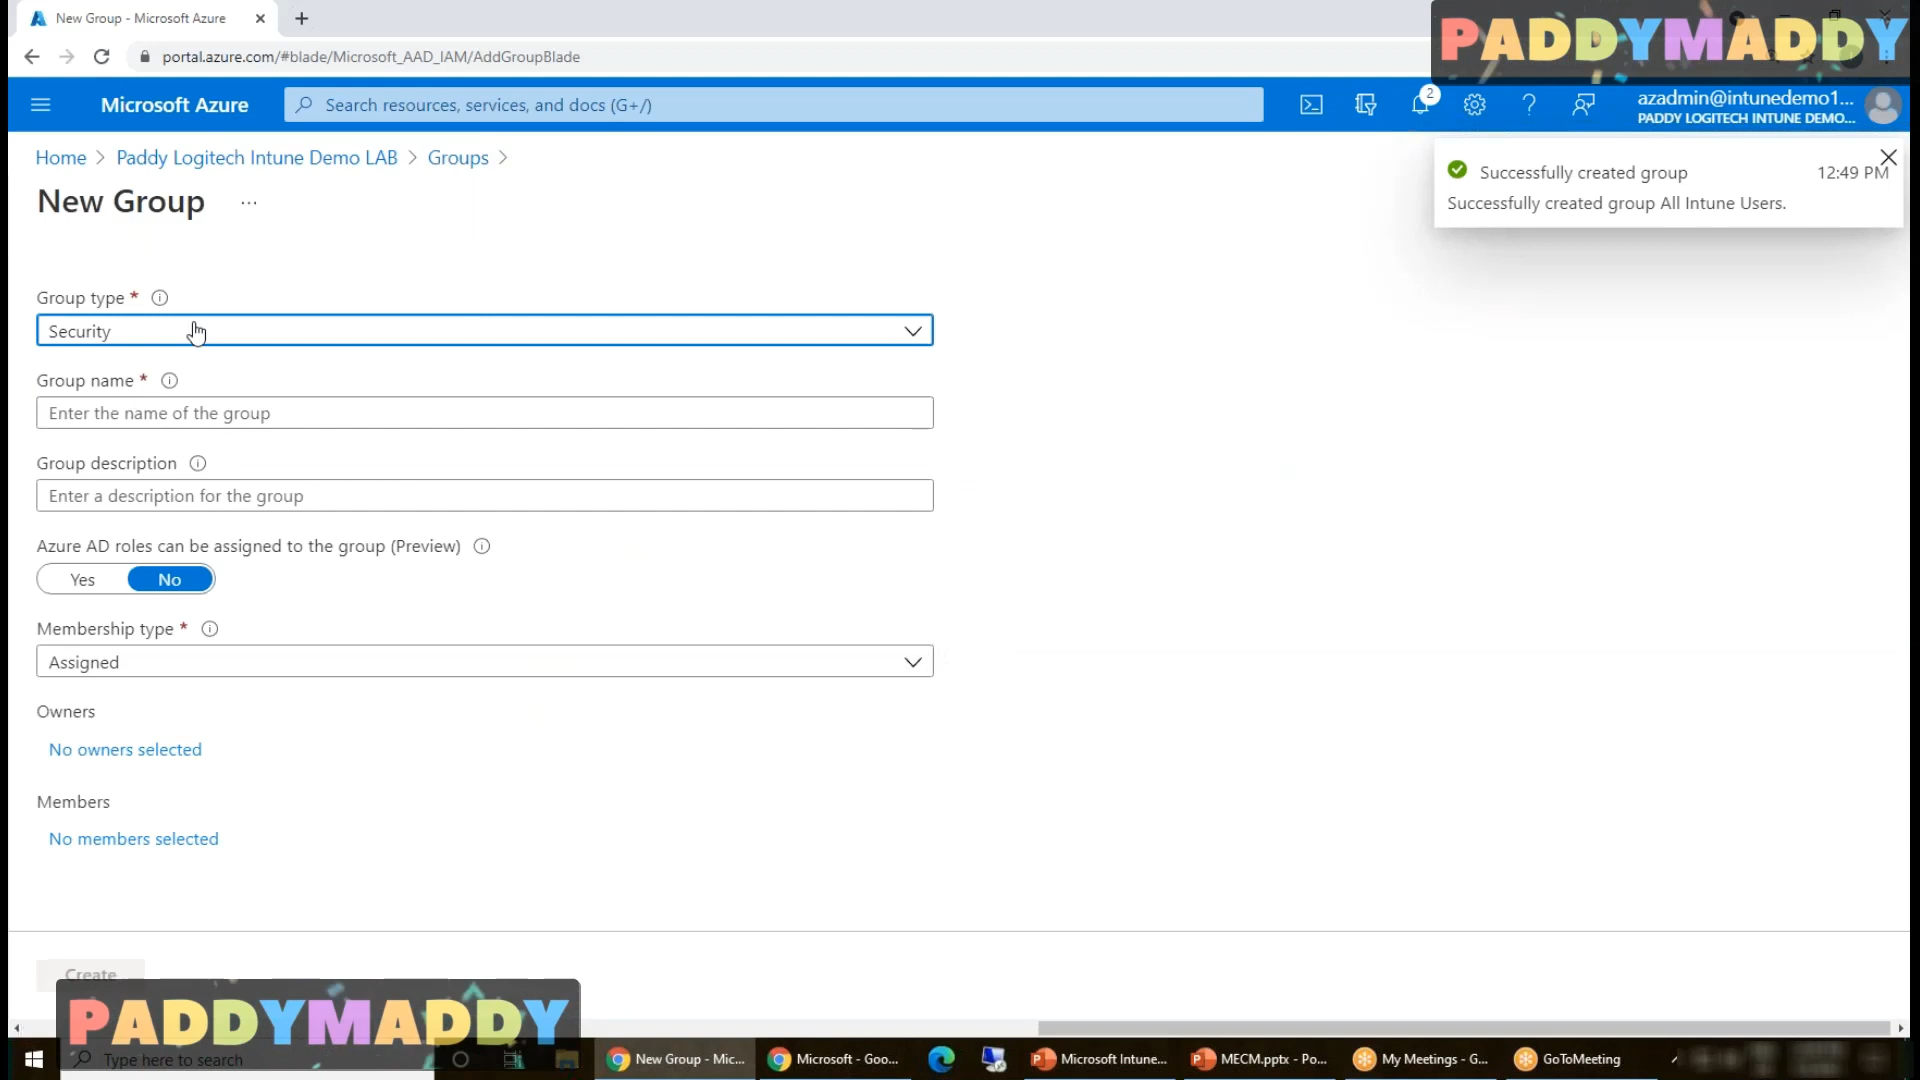 New Group - Microsoft Azure
portal.azure.com/#blade/Microsoft_AAD_IAM/AddGroupBlade
PADDYMADDY
Microsoft Azure
Search resources, services, and docs (G+/)
2
azadmin@intunedemo1...
PADDY LOGITECH INTUNE DEMO...
Home > Paddy Logitech Intune Demo LAB > Groups >
New Group ...
Successfully created group 12:49 PM
Successfully created group All Intune Users.
Group type *
Security
Group name *
Enter the name of the group
Group description
Enter a description for the group
Azure AD roles can be assigned to the group (Preview)
Yes No
Membership type *
Assigned
Owners
No owners selected
Members
No members selected
Create
PADDYMADDY
Type here to search
New Group - Mic...
Microsoft - Goo...
Microsoft Intune...
MECM.pptx - Po...
My Meetings - G...
GoToMeeting